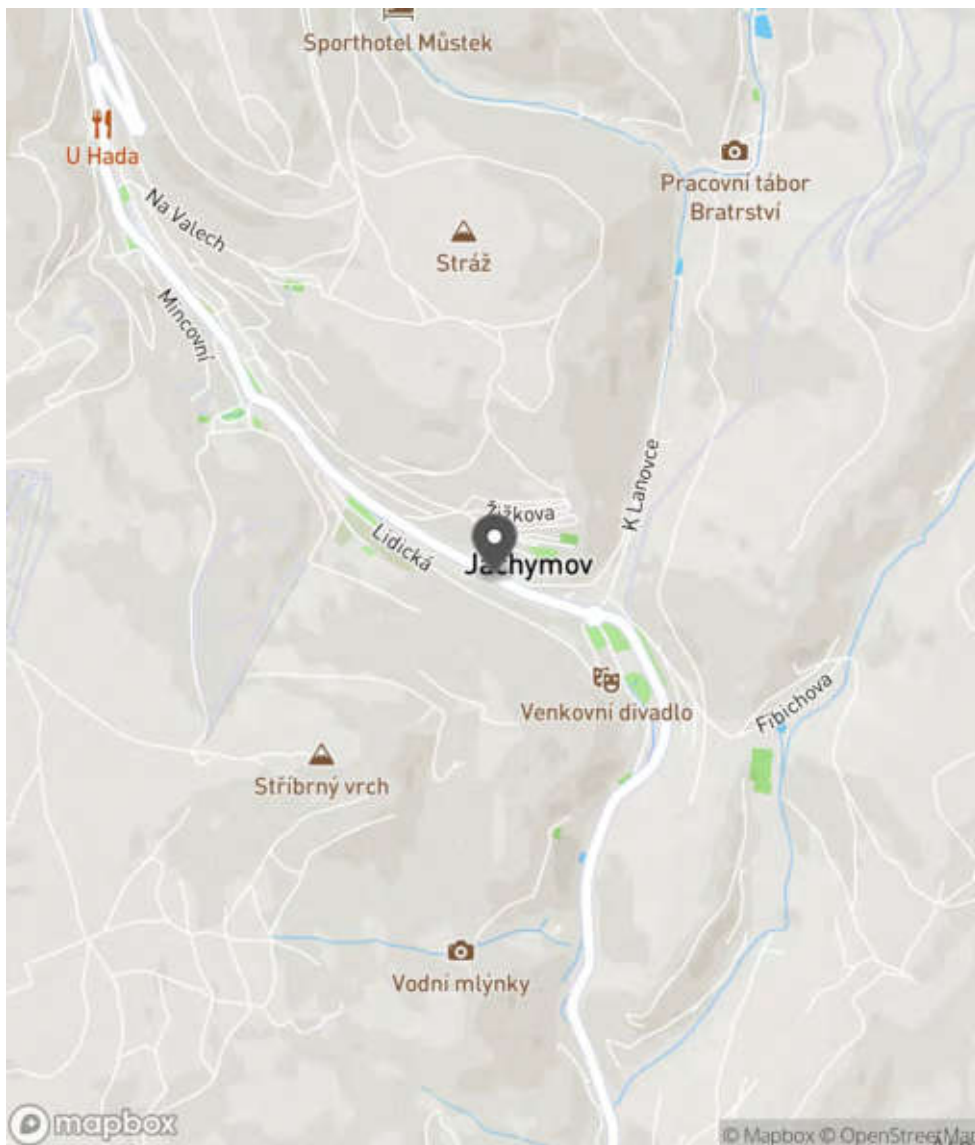 Sporthotel Můstek
U Hada
Pracovní tábor
Bratrství
Na Valech
Stráž
Mincovní
K Lanovce
Žižkova
Lidická
Jáchymov
Venkovní divadlo
Fibichova
Stříbrný vrch
Vodní mlýnky
mapbox
© Mapbox © OpenStreetMap